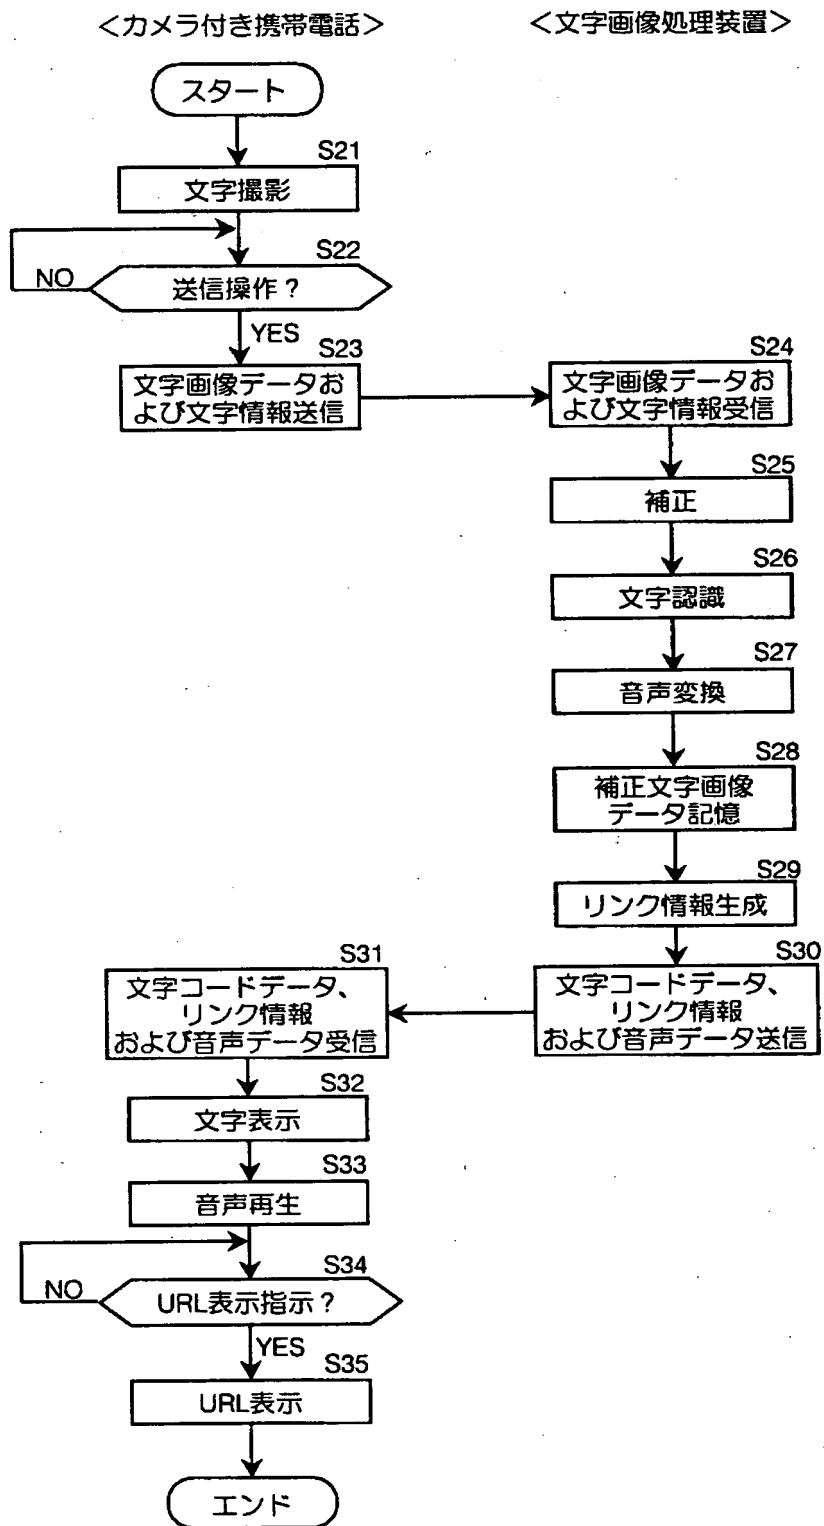 <カメラ付き携帯電話>
<文字画像処理装置>
スタート
S21
文字撮影
S22
送信操作?
NO
YES
S23
文字画像データお
よび文字情報送信
S24
文字画像データお
よび文字情報受信
S25
補正
S26
文字認識
S27
音声変換
S28
補正文字画像
データ記憶
S29
リンク情報生成
S30
文字コードデータ、
リンク情報
および音声データ送信
S31
文字コードデータ、
リンク情報
および音声データ受信
S32
文字表示
S33
音声再生
S34
URL表示指示?
NO
YES
S35
URL表示
エンド